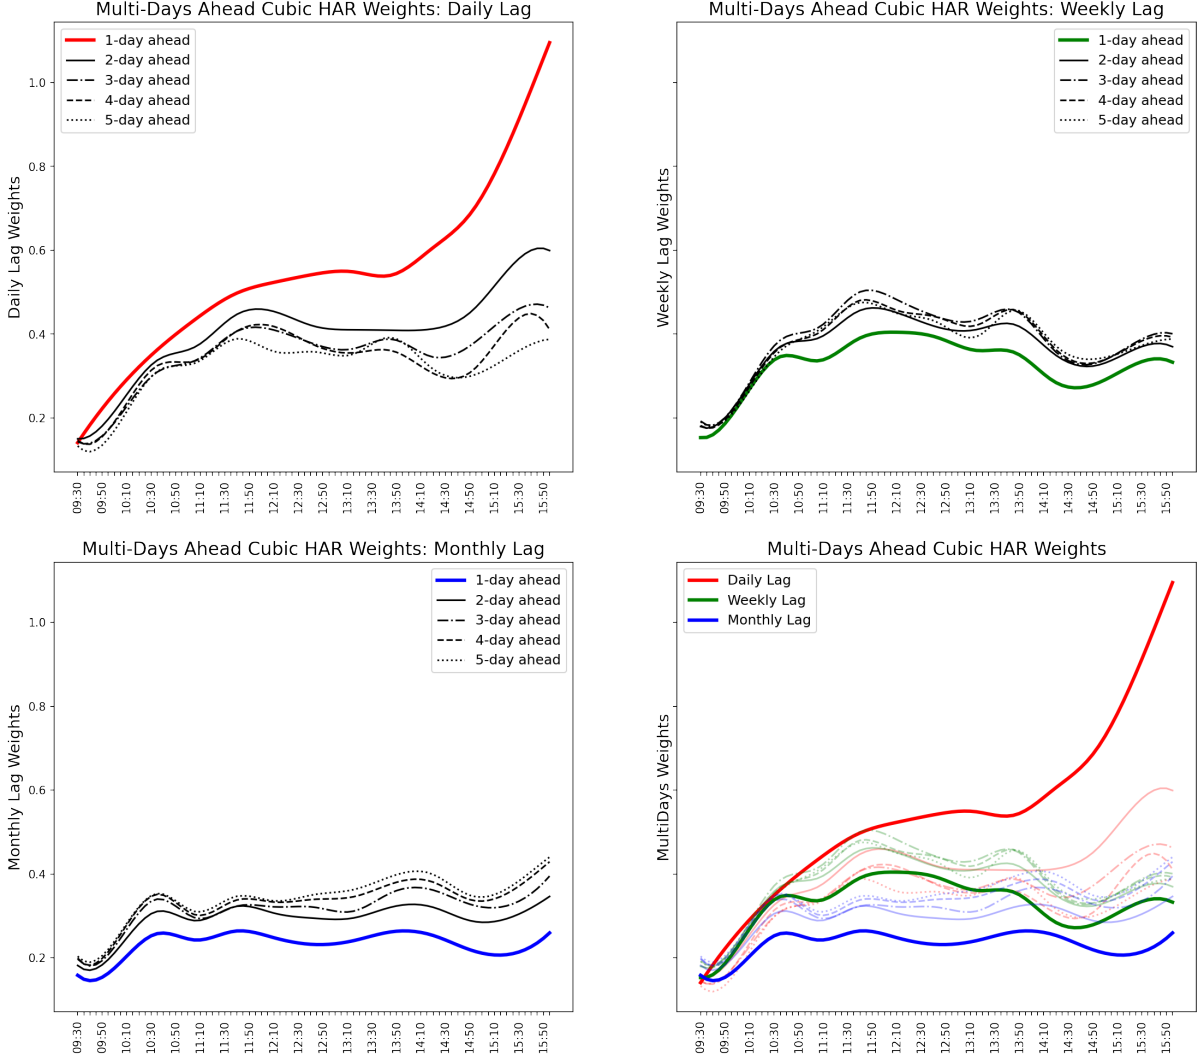 Multi-Days Ahead Cubic HAR Weights: Daily Lag
1-day ahead
2-day ahead
3-day ahead
4-day ahead
5-day ahead
Daily Lag Weights
1.0
0.8
0.6
0.4
0.2
09:30 09:50 10:10 10:30 10:50 11:10 11:30 11:50 12:10 12:30 12:50 13:10 13:30 13:50 14:10 14:30 14:50 15:10 15:30 15:50
Multi-Days Ahead Cubic HAR Weights: Weekly Lag
1-day ahead
2-day ahead
3-day ahead
4-day ahead
5-day ahead
Weekly Lag Weights
09:30 09:50 10:10 10:30 10:50 11:10 11:30 11:50 12:10 12:30 12:50 13:10 13:30 13:50 14:10 14:30 14:50 15:10 15:30 15:50
Multi-Days Ahead Cubic HAR Weights: Monthly Lag
1-day ahead
2-day ahead
3-day ahead
4-day ahead
5-day ahead
Monthly Lag Weights
1.0
0.8
0.6
0.4
0.2
09:30 09:50 10:10 10:30 10:50 11:10 11:30 11:50 12:10 12:30 12:50 13:10 13:30 13:50 14:10 14:30 14:50 15:10 15:30 15:50
Multi-Days Ahead Cubic HAR Weights
Daily Lag
Weekly Lag
Monthly Lag
MultiDays Weights
09:30 09:50 10:10 10:30 10:50 11:10 11:30 11:50 12:10 12:30 12:50 13:10 13:30 13:50 14:10 14:30 14:50 15:10 15:30 15:50